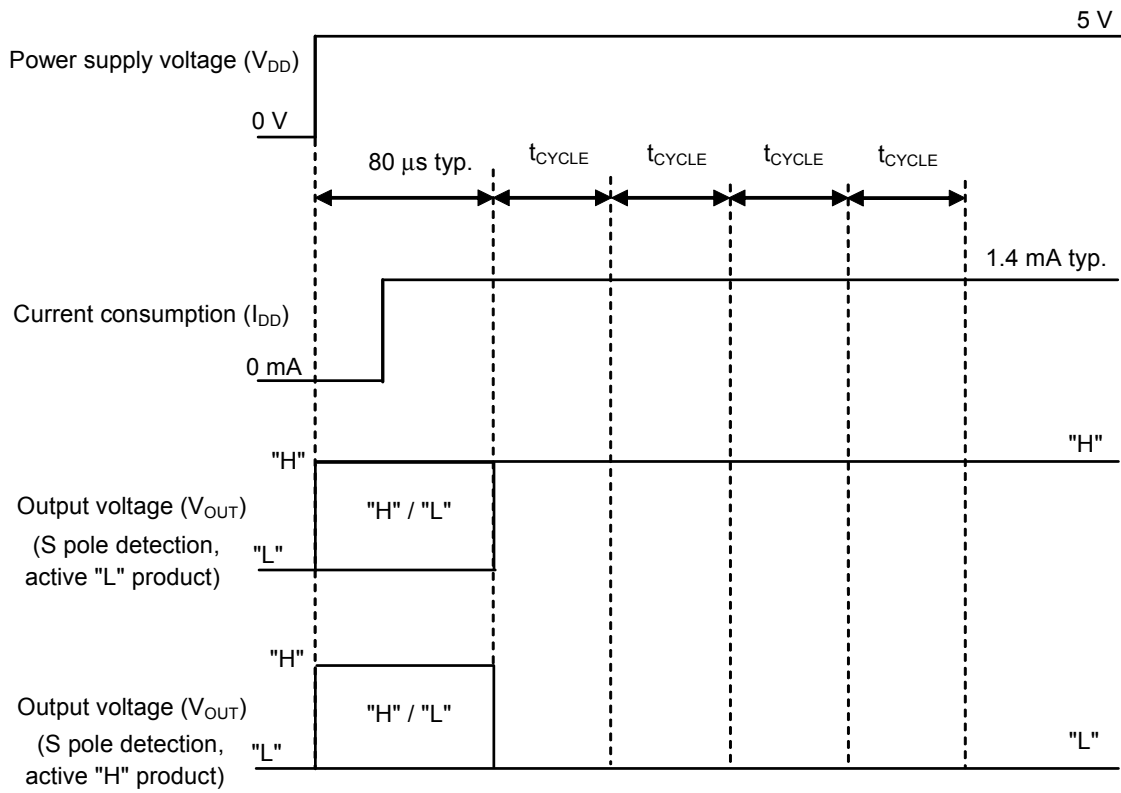 5 V
Power supply voltage (VDD)
0 V
80 μs typ.
tCYCLE
tCYCLE
tCYCLE
tCYCLE
1.4 mA typ.
Current consumption (IDD)
0 mA
"H"
"H"
Output voltage (VOUT)
"H" / "L"
(S pole detection,
"L"
active "L" product)
"H"
Output voltage (VOUT)
"H" / "L"
(S pole detection,
"L"
"L"
active "H" product)